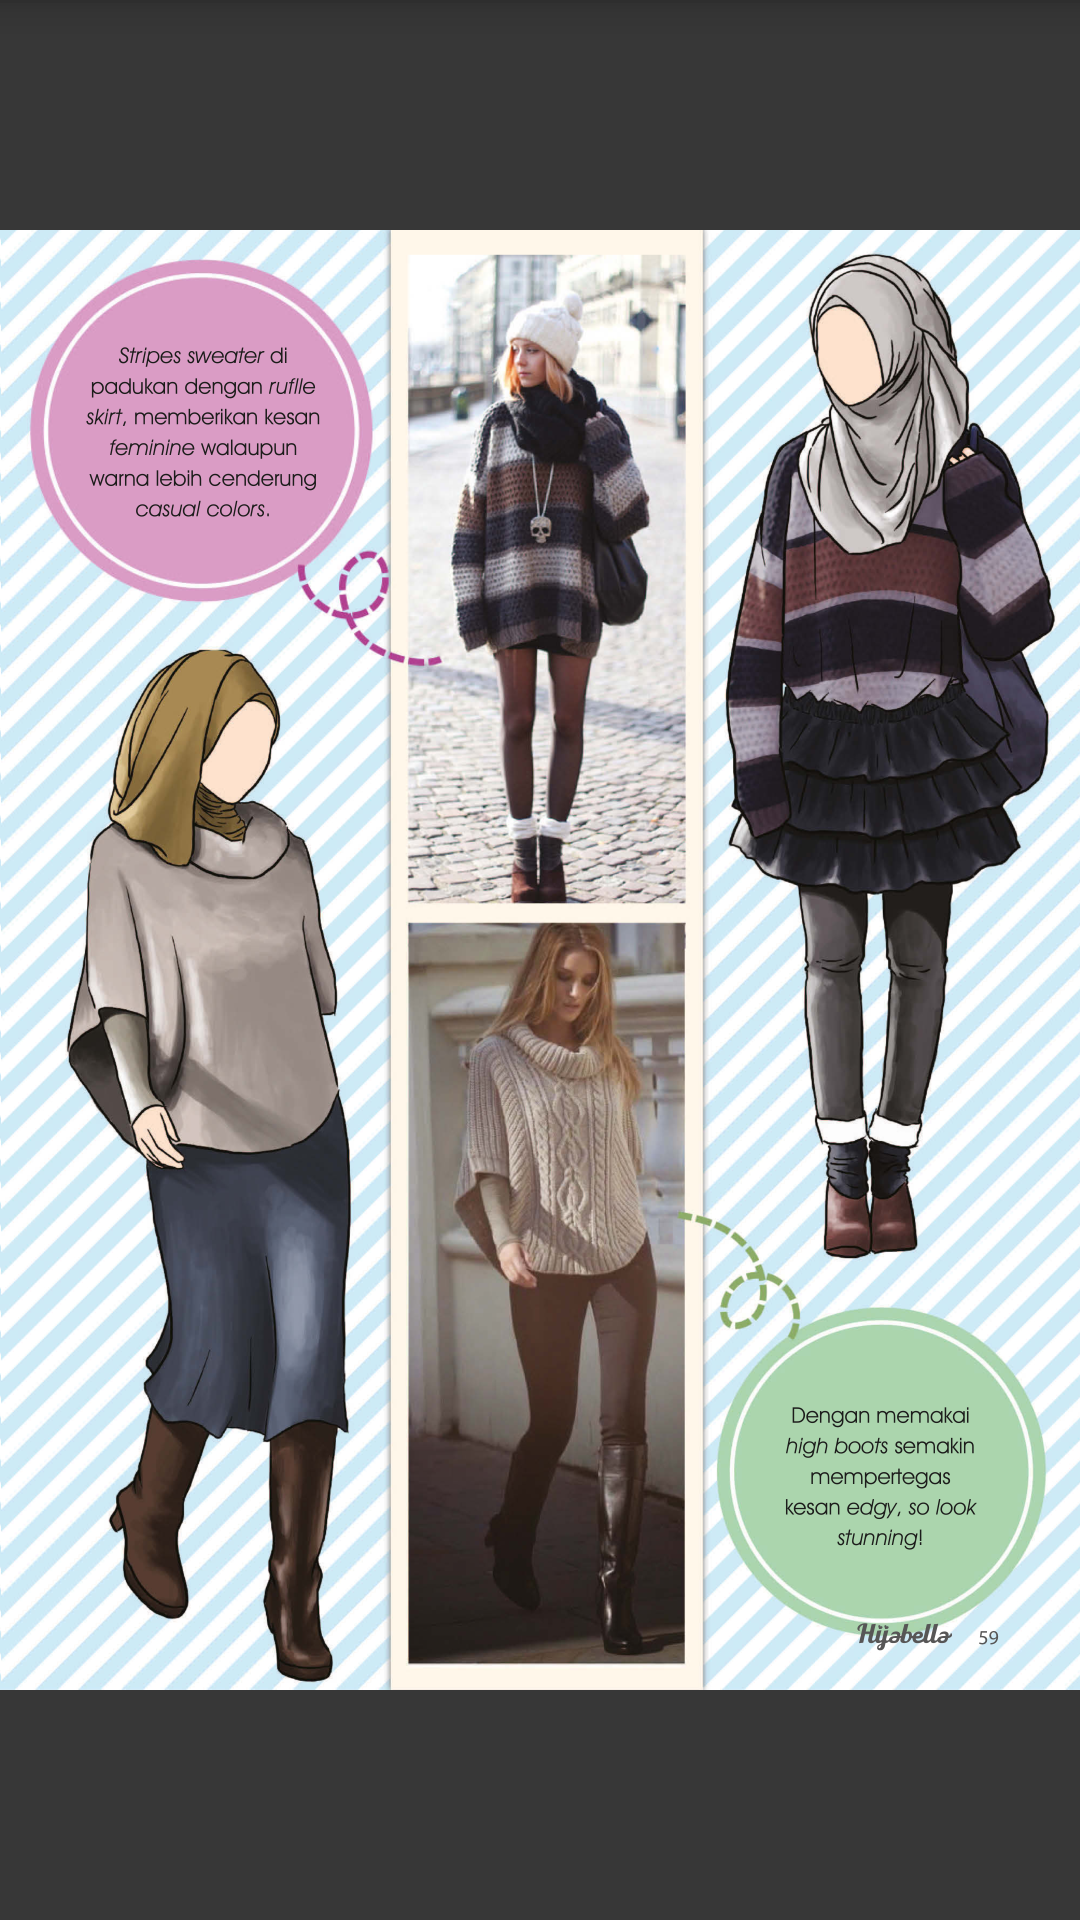 Stripes sweater di
padukan dengan ruflle
skirt, memberikan kesan
feminine walaupun
warna lebih cenderung
casual colors.
Dengan memakai
high boots semakin
mempertegas
kesan edgy, so look
stunning!
Hijabella 59